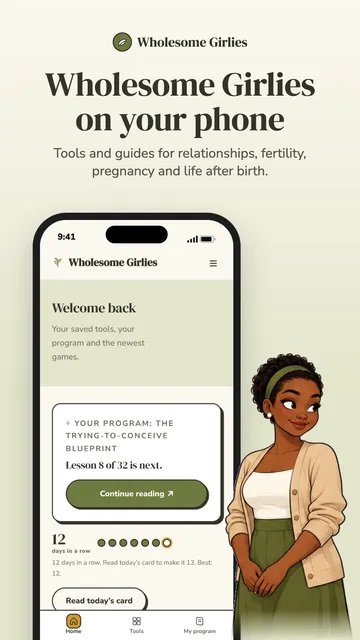 Wholesome Girlies
Wholesome Girlies
on your phone
Tools and guides for relationships, fertility,
pregnancy and life after birth.
9:41
Wholesome Girlies
Welcome back
Your saved tools, your
program and the newest
games.
YOUR PROGRAM: THE
TRYING-TO-CONCEIVE
BLUEPRINT
Lesson 8 of 32 is next.
Continue reading ↗
12
days in a row
12 days in a row. Read today's card to make it 13. Best:
12.
Read today's card
Home
Tools
My program